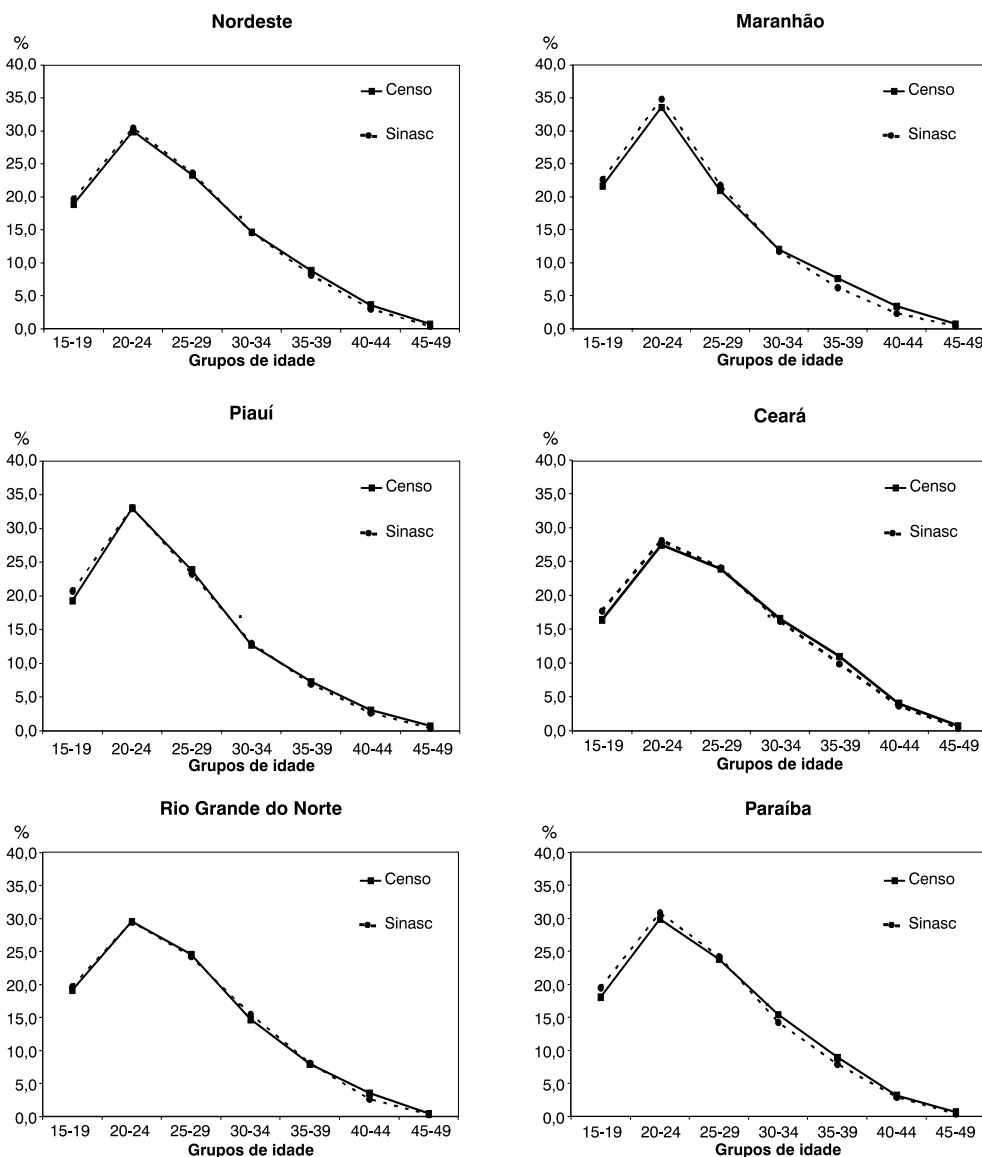 Nordeste
%
40,0
35,0
30,0
25,0
20,0
15,0
10,0
5,0
0,0
Censo
Sinasc
15-19 20-24 25-29 30-34 35-39 40-44 45-49
Grupos de idade
Maranhão
%
40,0
35,0
30,0
25,0
20,0
15,0
10,0
5,0
0,0
Censo
Sinasc
15-19 20-24 25-29 30-34 35-39 40-44 45-49
Grupos de idade
Piauí
%
40,0
35,0
30,0
25,0
20,0
15,0
10,0
5,0
0,0
Censo
Sinasc
15-19 20-24 25-29 30-34 35-39 40-44 45-49
Grupos de idade
Ceará
%
40,0
35,0
30,0
25,0
20,0
15,0
10,0
5,0
0,0
Censo
Sinasc
15-19 20-24 25-29 30-34 35-39 40-44 45-49
Grupos de idade
Rio Grande do Norte
%
40,0
35,0
30,0
25,0
20,0
15,0
10,0
5,0
0,0
Censo
Sinasc
15-19 20-24 25-29 30-34 35-39 40-44 45-49
Grupos de idade
Paraíba
%
40,0
35,0
30,0
25,0
20,0
15,0
10,0
5,0
0,0
Censo
Sinasc
15-19 20-24 25-29 30-34 35-39 40-44 45-49
Grupos de idade